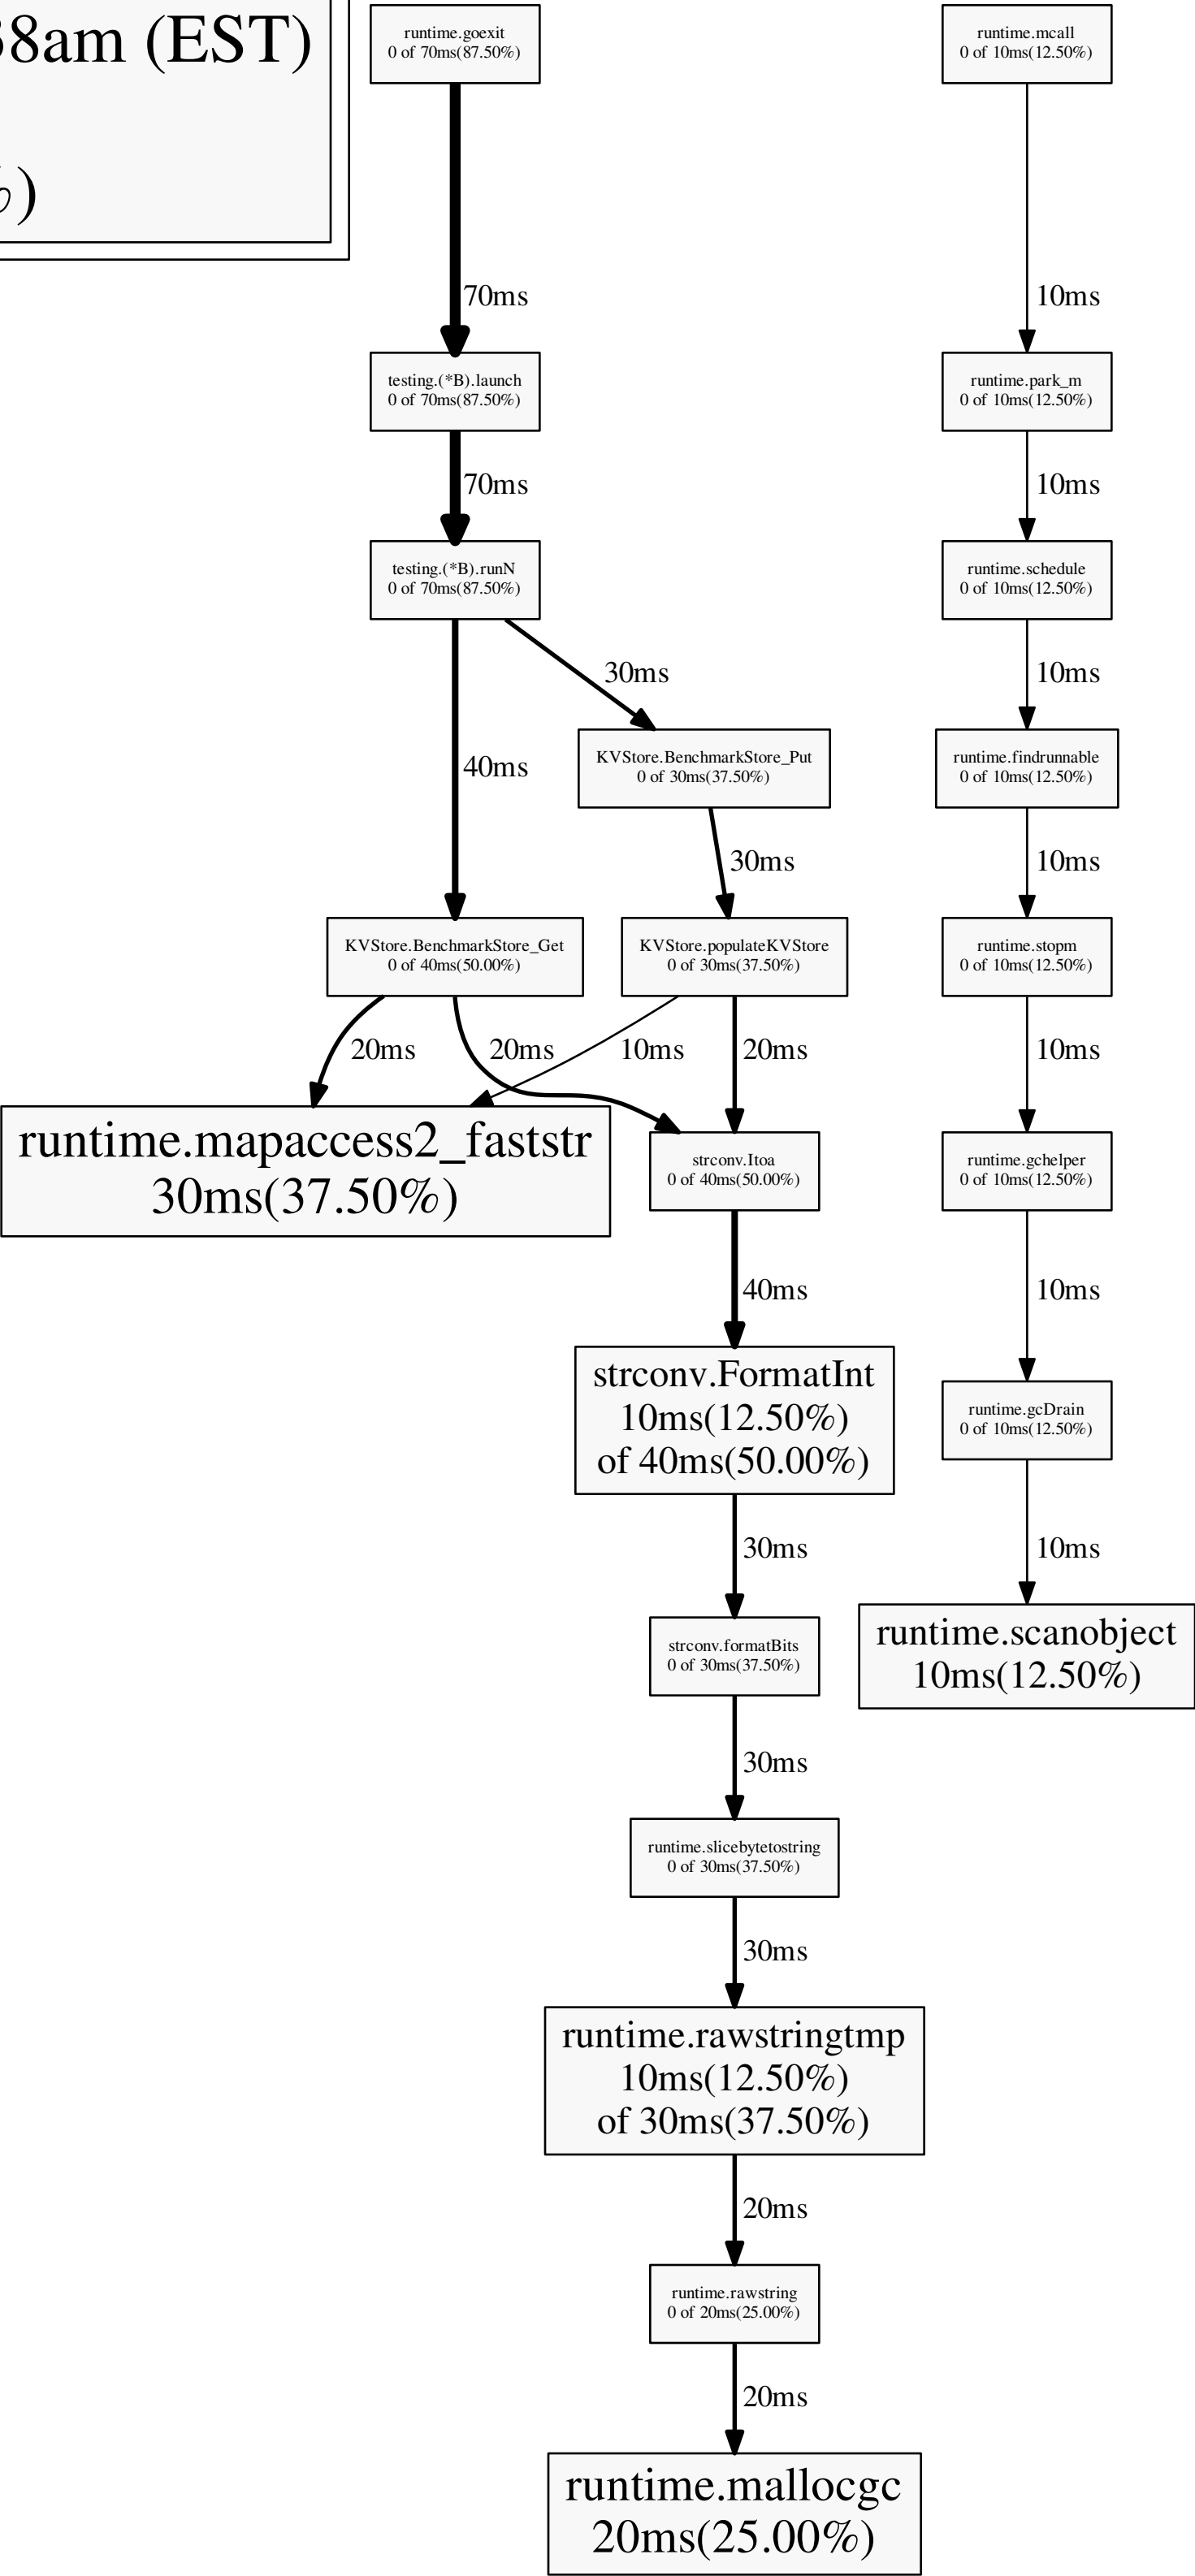 8am (EST)
%)
runtime.goexit
0 of 70ms(87.50%)
runtime.mcall
0 of 10ms(12.50%)
70ms
10ms
testing.(*B).launch
0 of 70ms(87.50%)
runtime.park_m
0 of 10ms(12.50%)
70ms
10ms
testing.(*B).runN
0 of 70ms(87.50%)
runtime.schedule
0 of 10ms(12.50%)
30ms
10ms
40ms
KVStore.BenchmarkStore_Put
0 of 30ms(37.50%)
runtime.findrunnable
0 of 10ms(12.50%)
30ms
10ms
KVStore.BenchmarkStore_Get
0 of 40ms(50.00%)
KVStore.populateKVStore
0 of 30ms(37.50%)
runtime.stopm
0 of 10ms(12.50%)
20ms
20ms
10ms
20ms
10ms
runtime.mapaccess2_faststr
30ms(37.50%)
strconv.Itoa
0 of 40ms(50.00%)
runtime.gchelper
0 of 10ms(12.50%)
40ms
10ms
strconv.FormatInt
10ms(12.50%)
of 40ms(50.00%)
runtime.gcDrain
0 of 10ms(12.50%)
30ms
10ms
strconv.formatBits
0 of 30ms(37.50%)
runtime.scanobject
10ms(12.50%)
30ms
runtime.slicebytetostring
0 of 30ms(37.50%)
30ms
runtime.rawstringtmp
10ms(12.50%)
of 30ms(37.50%)
20ms
runtime.rawstring
0 of 20ms(25.00%)
20ms
runtime.mallocgc
20ms(25.00%)